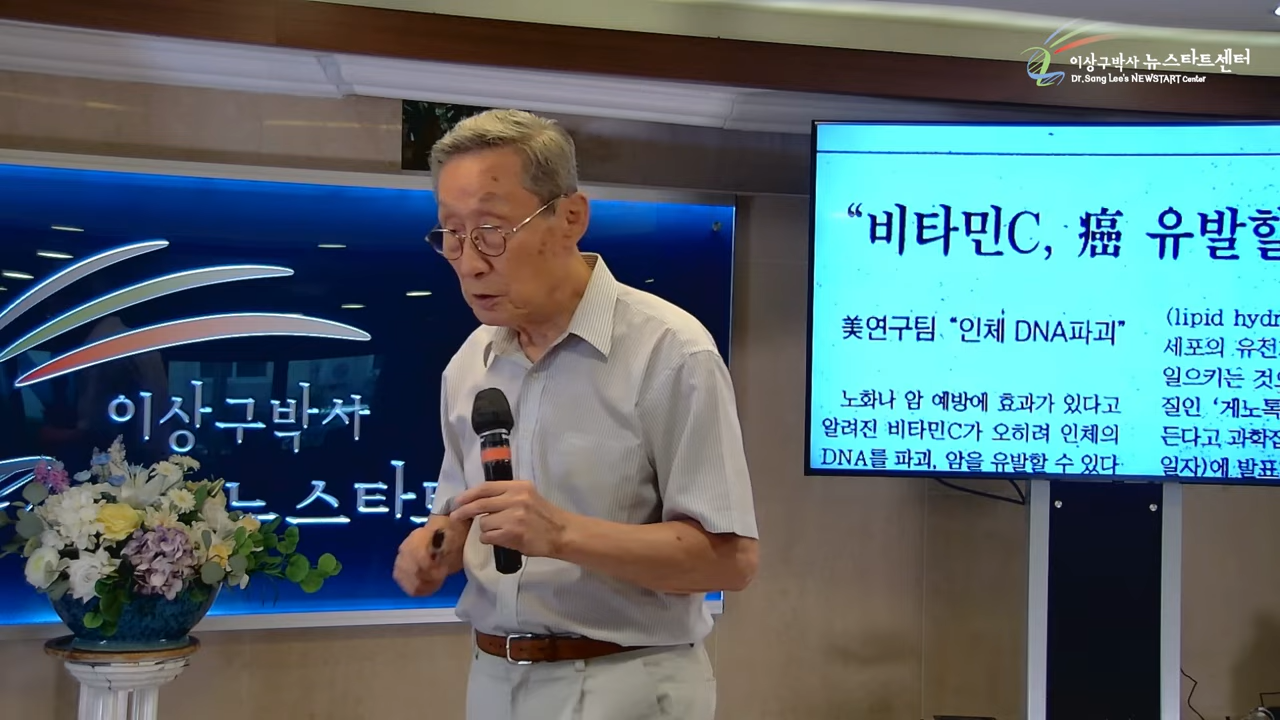 이상구박사 뉴스타트센터
Dr. Sang Lee's NEWSTART Center
이상구박사
뉴스타트
"비타민C, 癌 유발할
美연구팀 "인체 DNA파괴"
노화나 암 예방에 효과가 있다고
알려진 비타민C가 오히려 인체의
DNA를 파괴, 암을 유발할 수 있다
(lipid hydr
세포의 유전
일으키는 것으
질인 '게노톡
든다고 과학잡
일자)에 발표